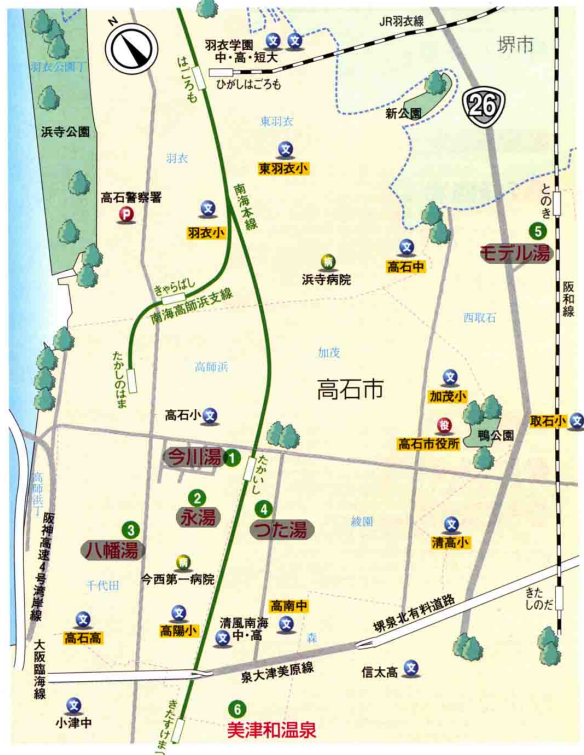 N
JR羽衣線
堺市
羽衣学園
中・高・短大
はごろも
ひがしはごろも
羽衣公園丁
浜寺公園
新公園
26
東羽衣
東羽衣小
羽衣
高石警察署
P
とのき
羽衣小
南海本線
5
モデル湯
高石中
浜寺病院
きゃらばし
南海高師浜支線
阪和線
西取石
たかしのはま
高師浜
加茂
高石市
加茂小
高石小
役
高石市役所
鴨公園
取石小
今川湯
1
たかいし
高師浜丁
2
永湯
4
つた湯
綾園
3
八幡湯
清高小
阪神高速4号湾岸線
今西第一病院
千代田
きたしのだ
高石高
高陽小
清風南海
中・高
高南中
森
堺泉北有料道路
大阪臨海線
泉大津美原線
信太高
小津中
きたすけまつ
6
美津和温泉
文
病